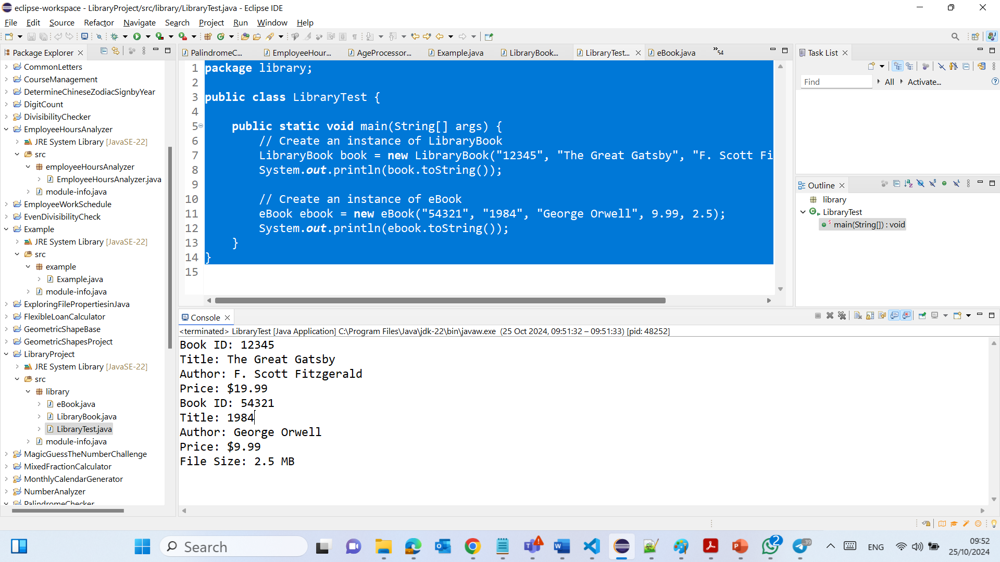 eclipse-workspace - LibraryProject/src/library/LibraryTest.java - Eclipse IDE
File Edit Source Refactor Navigate Search Project Run Window Help
Package Explorer
CommonLetters
CourseManagement
DetermineChineseZodiacSignbyYear
DigitCount
DivisibilityChecker
EmployeeHoursAnalyzer
JRE System Library [JavaSE-22]
src
employeeHoursAnalyzer
EmployeeHoursAnalyzer.java
module-info.java
EmployeeWorkSchedule
EvenDivisibilityCheck
Example
JRE System Library [JavaSE-22]
src
example
Example.java
module-info.java
ExploringFilePropertiesinJava
FlexibleLoanCalculator
GeometricShapeBase
GeometricShapesProject
LibraryProject
JRE System Library [JavaSE-22]
src
library
eBook.java
LibraryBook.java
LibraryTest.java
module-info.java
MagicGuessTheNumberChallenge
MixedFractionCalculator
MonthlyCalendarGenerator
NumberAnalyzer
PalindromeChecker
PalindromeC... EmployeeHour... AgeProcessor... Example.java LibraryBook... LibraryTest... eBook.java »54
1 package library;
2
3 public class LibraryTest {
4
5 public static void main(String[] args) {
6 // Create an instance of LibraryBook
7 LibraryBook book = new LibraryBook("12345", "The Great Gatsby", "F. Scott Fi
8 System.out.println(book.toString());
9
10 // Create an instance of eBook
11 eBook ebook = new eBook("54321", "1984", "George Orwell", 9.99, 2.5);
12 System.out.println(ebook.toString());
13 }
14 }
15
Console
<terminated> LibraryTest [Java Application] C:\Program Files\Java\jdk-22\bin\javaw.exe (25 Oct 2024, 09:51:32 – 09:51:33) [pid: 48252]
Book ID: 12345
Title: The Great Gatsby
Author: F. Scott Fitzgerald
Price: $19.99
Book ID: 54321
Title: 1984
Author: George Orwell
Price: $9.99
File Size: 2.5 MB
Task List
Find All Activate...
Outline
library
LibraryTest
main(String[]) : void
Search
2
39
ENG
09:52
25/10/2024